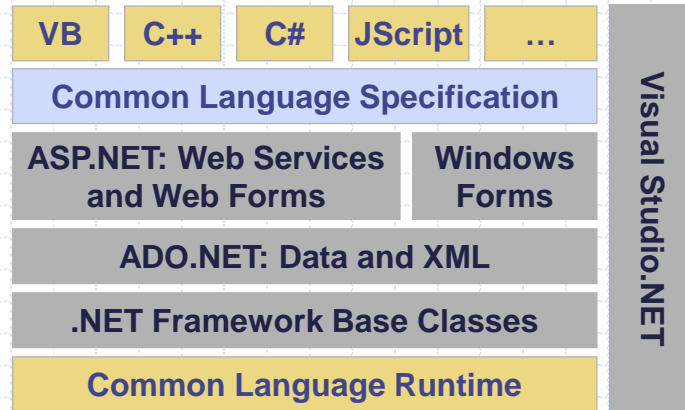 VB
C++
C#
JScript
...
Common Language Specification
ASP.NET: Web Services
and Web Forms
Windows
Forms
ADO.NET: Data and XML
.NET Framework Base Classes
Common Language Runtime
Visual Studio.NET